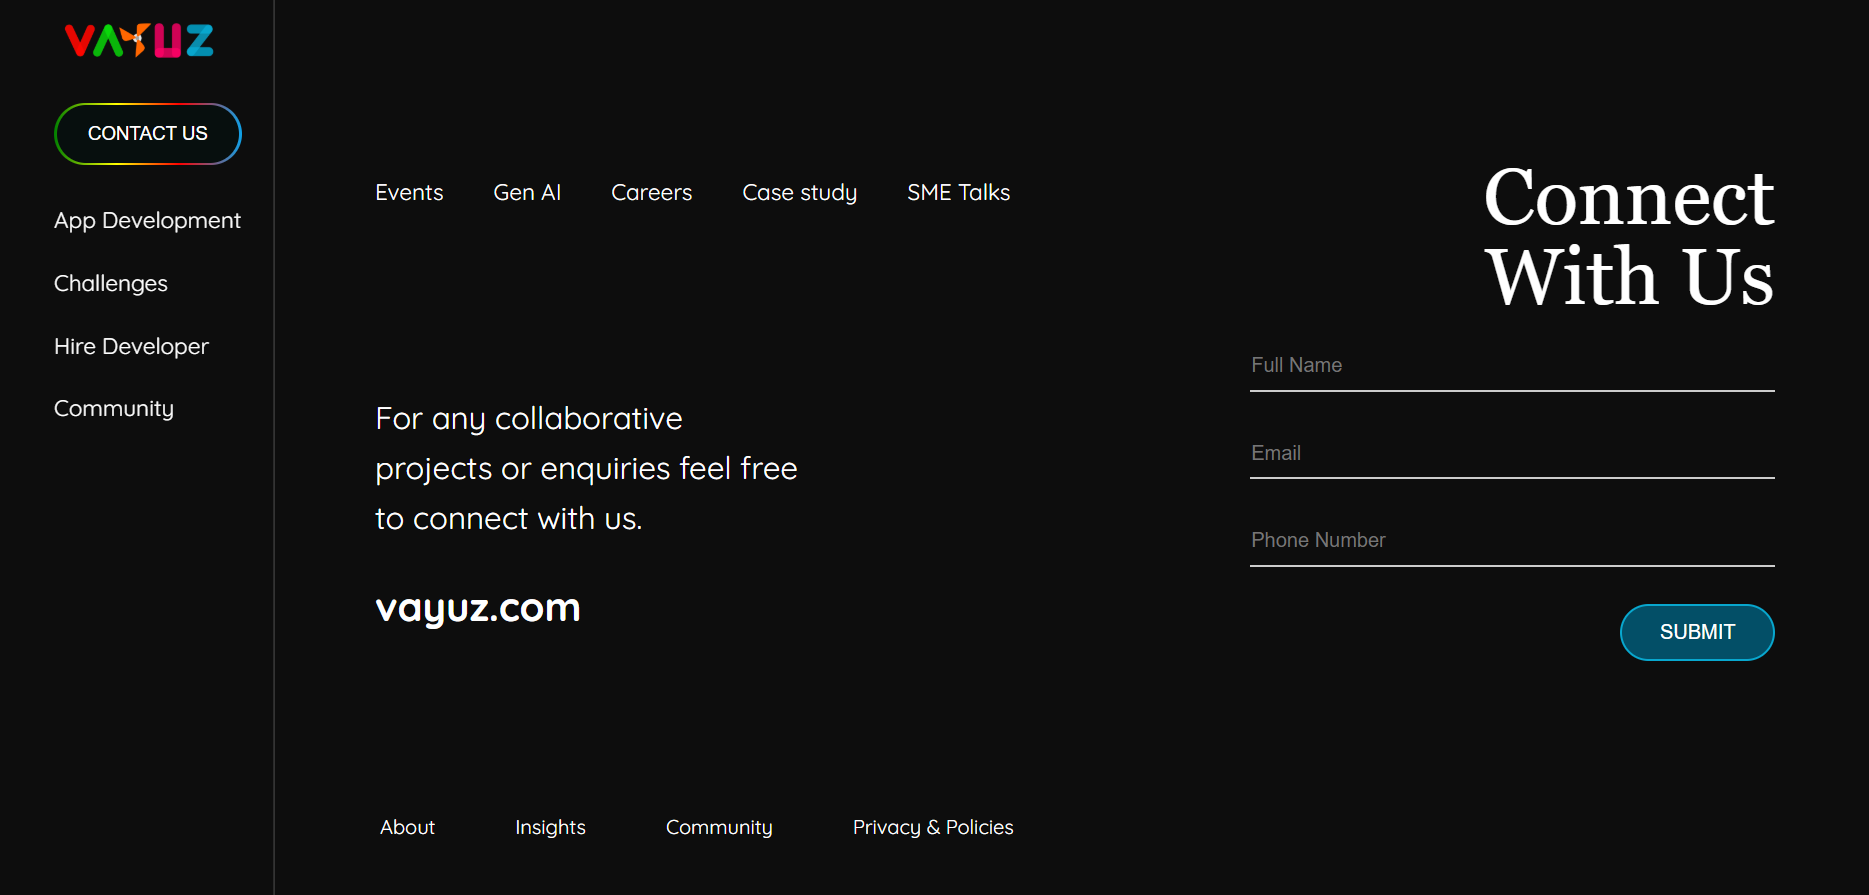 VAYUZ
CONTACT US
App Development
Challenges
Hire Developer
Community
Events Gen AI Careers Case study SME Talks
For any collaborative
projects or enquiries feel free
to connect with us.
vayuz.com
Connect
With Us
Full Name
Email
Phone Number
SUBMIT
About Insights Community Privacy & Policies